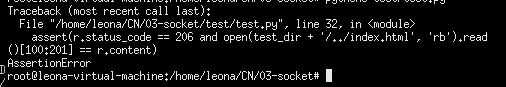 Traceback (most recent call last):
  File "/home/leona/CN/03-socket/test/test.py", line 32, in <module>
    assert(r.status_code == 206 and open(test_dir + '/../index.html', 'rb').read
()[100:201] == r.content)
AssertionError
root@leona-virtual-machine:/home/leona/CN/03-socket#